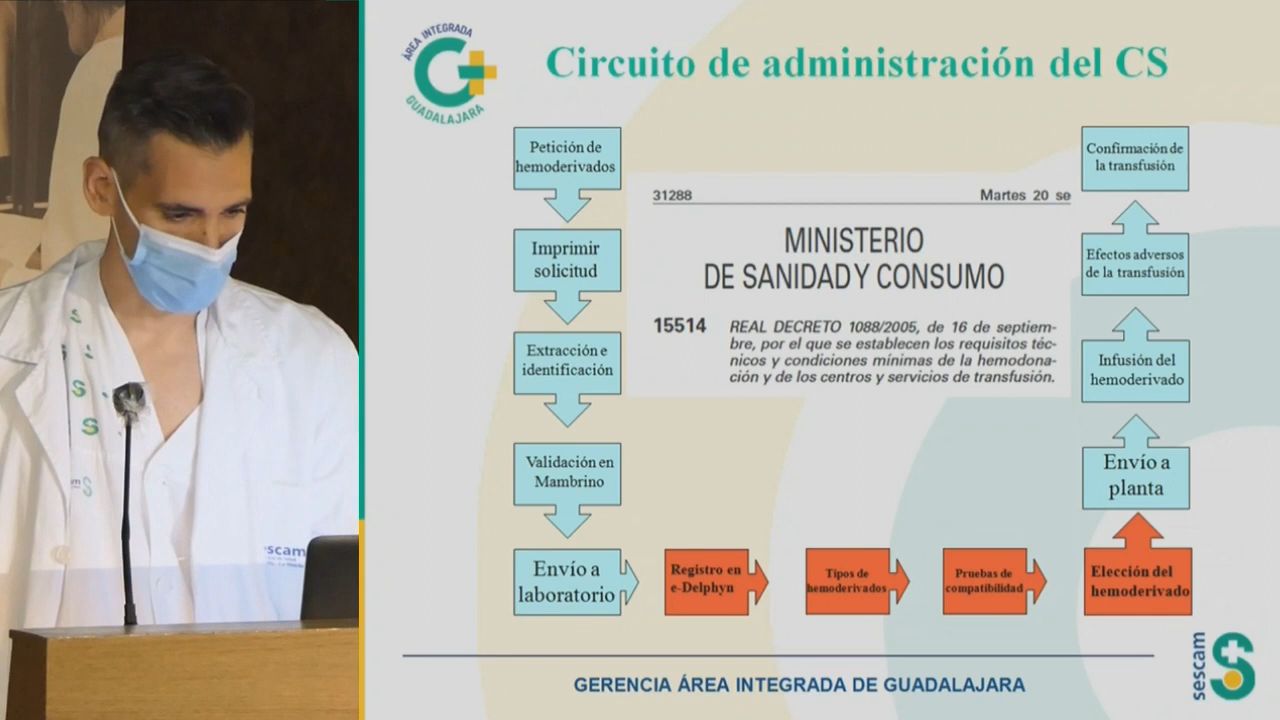 ÁREA INTEGRADA
GUADALAJARA
Circuito de administración del CS
Petición de
hemoderivados
Imprimir
solicitud
Extracción e
identificación
Validación en
Mambrino
Envío a
laboratorio
Registro en
e-Delphyn
Tipos de
hemoderivados
Pruebas de
compatibilidad
Elección del
hemoderivado
Envío a
planta
Infusión del
hemoderivado
Efectos adversos
de la transfusión
Confirmación de
la transfusión
31288
Martes 20 se
MINISTERIO
DE SANIDAD Y CONSUMO
15514
REAL DECRETO 1088/2005, de 16 de septiem-
bre, por el que se establecen los requisitos téc-
nicos y condiciones mínimas de la hemodona-
ción y de los centros y servicios de transfusión.
GERENCIA ÁREA INTEGRADA DE GUADALAJARA
sescam
sescam